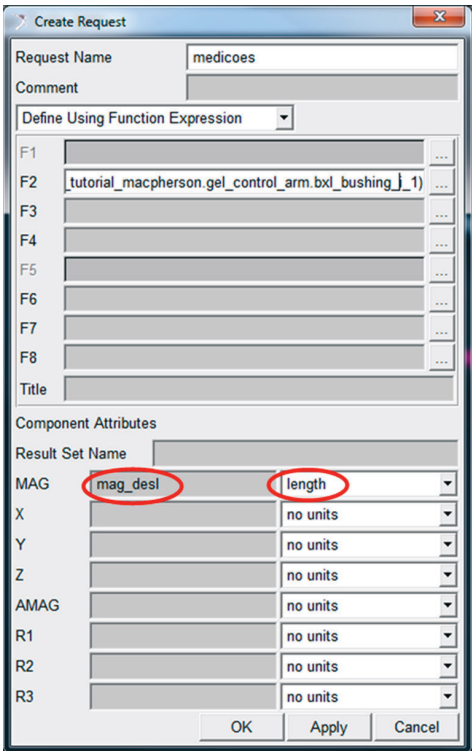 Create Request
Request Name medicoes
Comment
Define Using Function Expression
F1 ...
F2 _tutorial_macpherson.gel_control_arm.bxl_bushing_i_1) ...
F3 ...
F4 ...
F5 ...
F6 ...
F7 ...
F8 ...
Title
Component Attributes
Result Set Name
MAG mag_desl length
X no units
Y no units
Z no units
AMAG no units
R1 no units
R2 no units
R3 no units
OK Apply Cancel